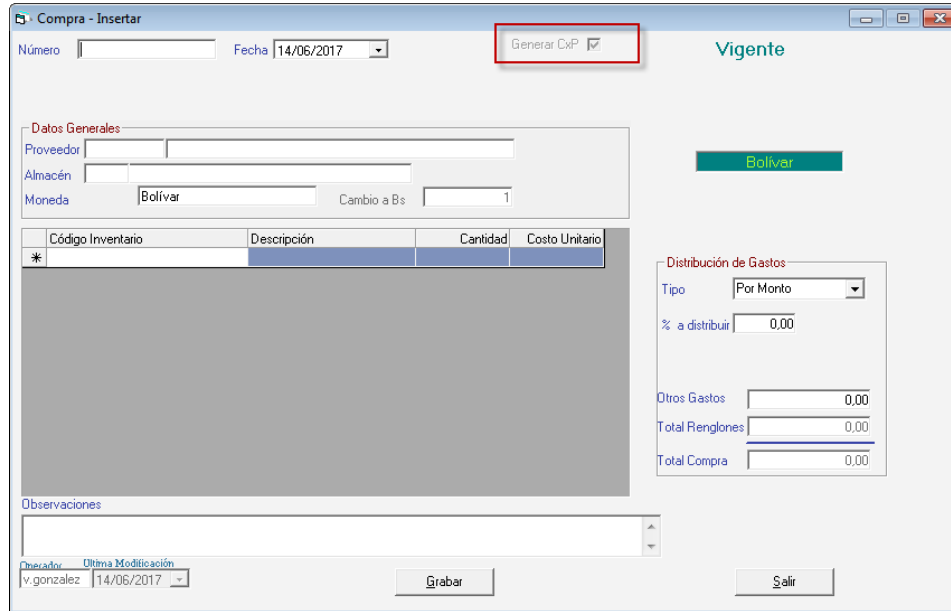 Compra - Insertar
Número Fecha 14/06/2017 Generar CxP Vigente
Datos Generales
Proveedor
Almacén
Moneda Bolívar Cambio a Bs 1
Bolívar
Código Inventario Descripción Cantidad Costo Unitario
Distribución de Gastos
Tipo Por Monto
% a distribuir 0,00
Otros Gastos 0,00
Total Renglones 0,00
Total Compra 0,00
Observaciones
Operador Ultima Modificación
v.gonzalez 14/06/2017
Grabar Salir